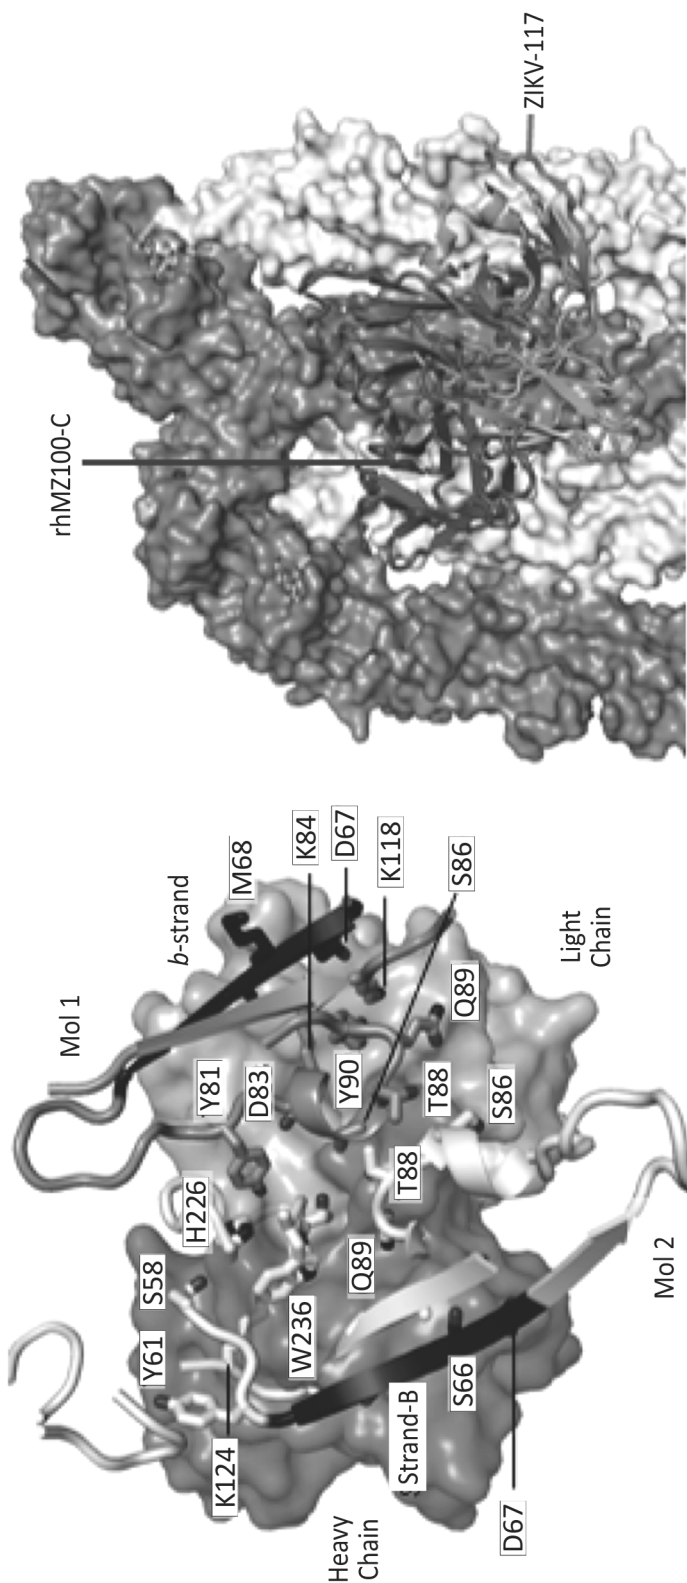 Mol 1
b-strand
M68
K84
D67
K118
S86
Q89
Light
Chain
Y81
D83
Y90
T88
S86
H226
T88
S58
Q89
Y61
W236
K124
Strand-B
S66
Mol 2
Heavy
Chain
D67
rhMZ100-C
ZIKV-117